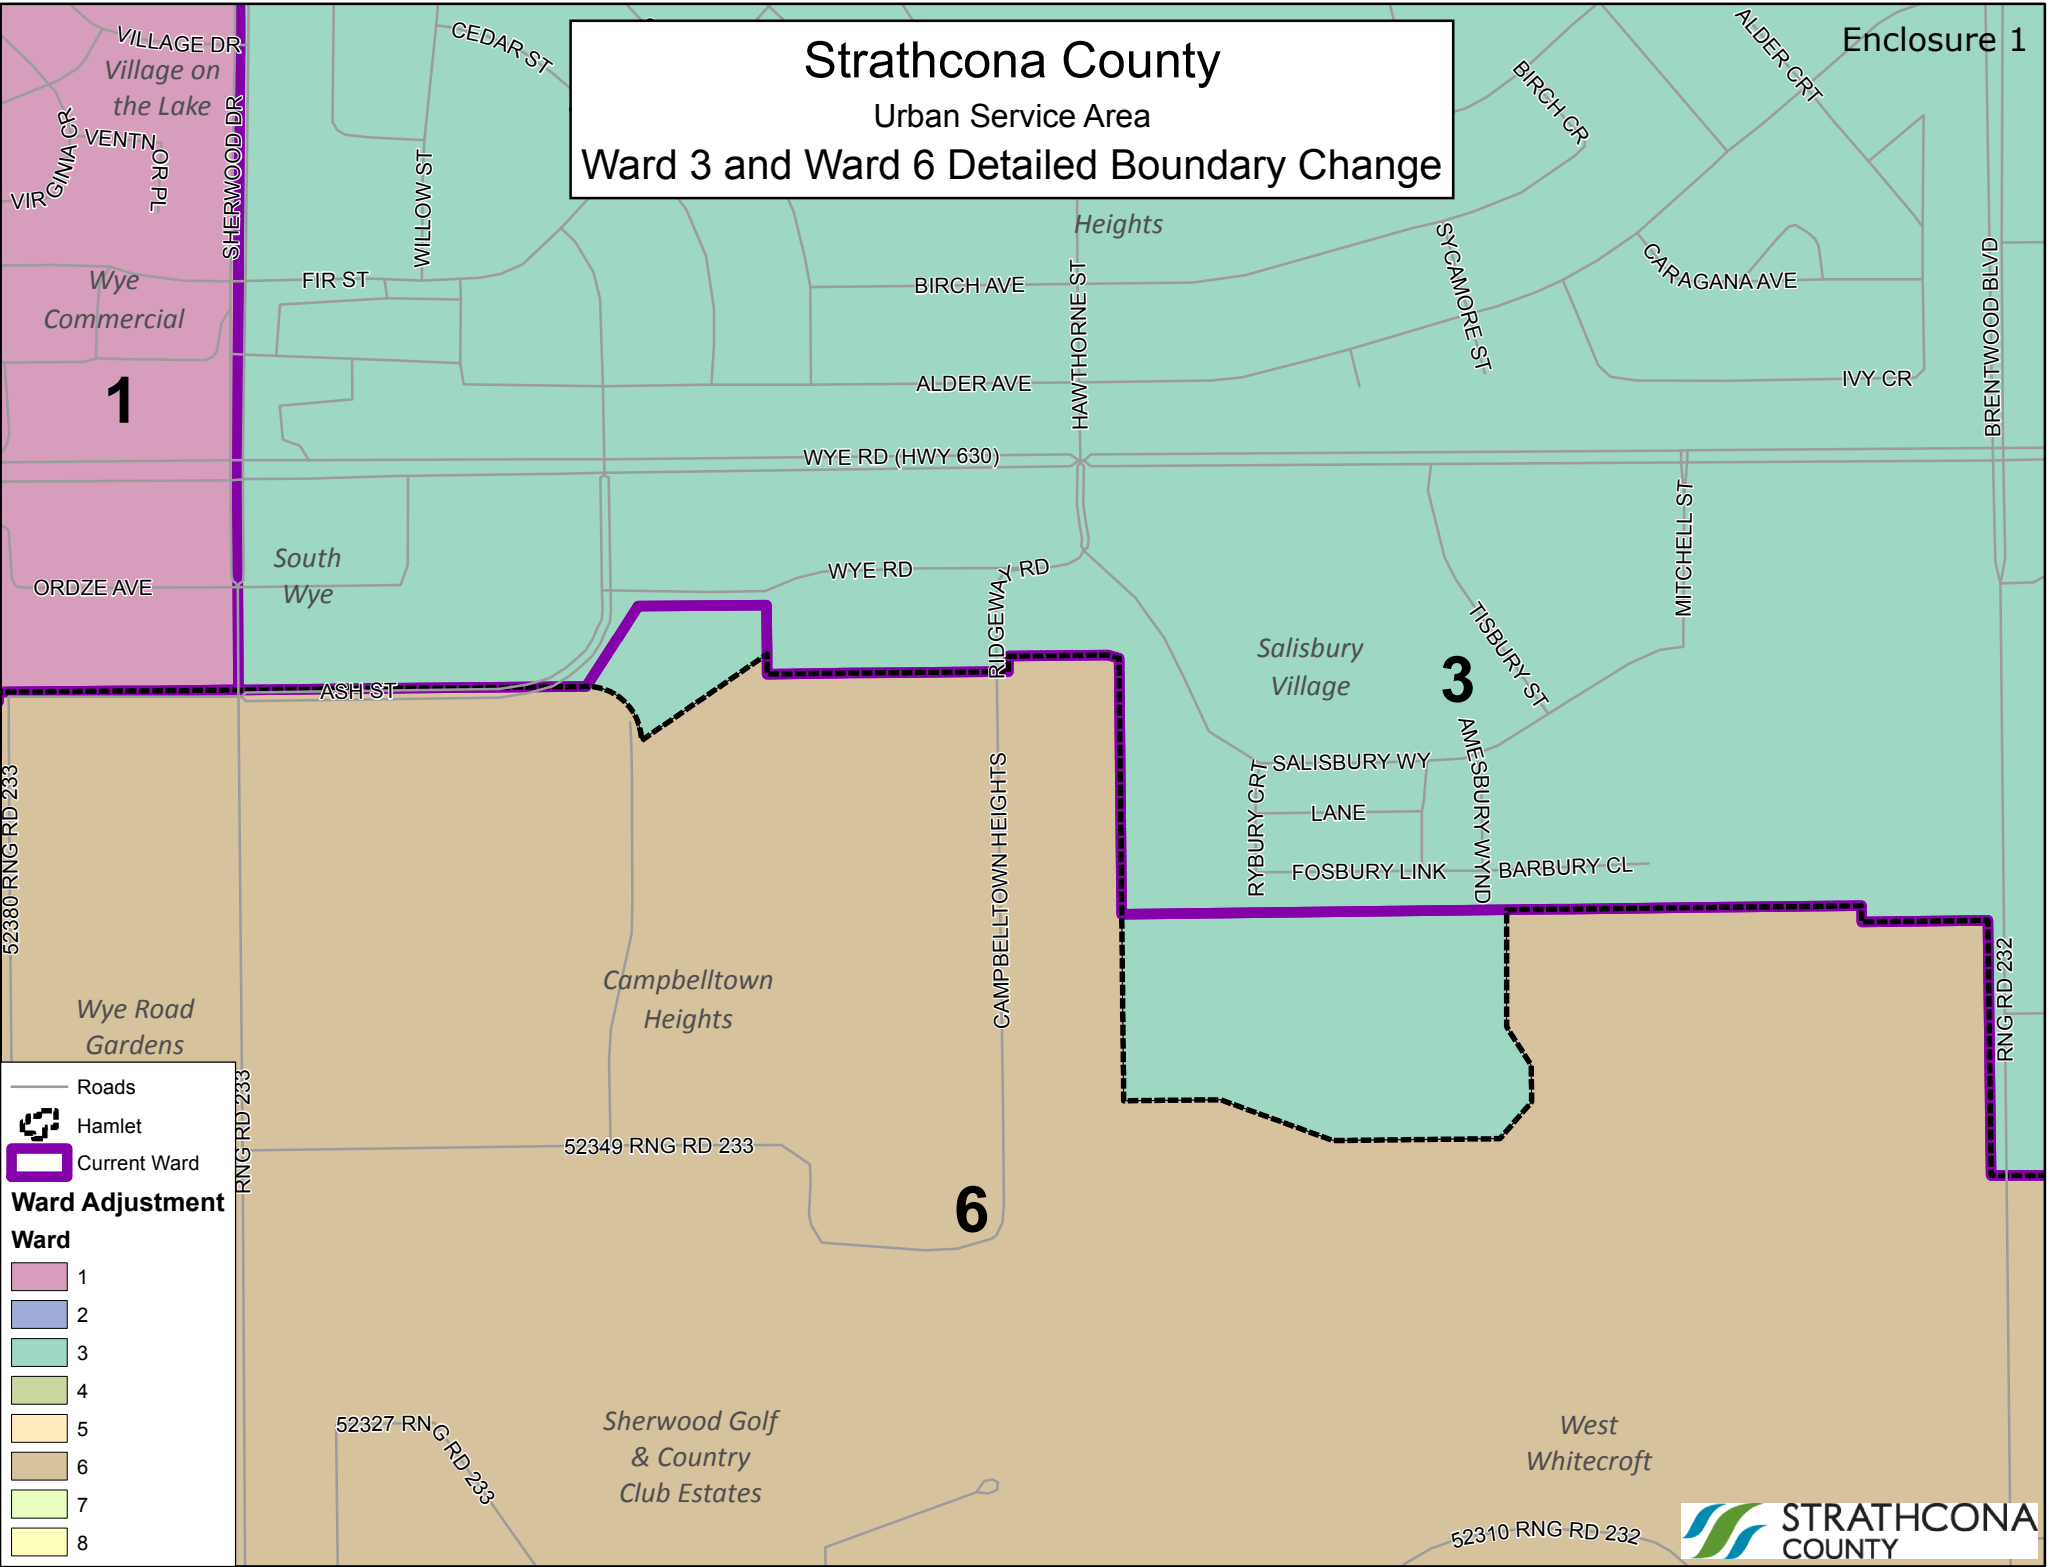 Enclosure 1
Strathcona County
Urban Service Area
Ward 3 and Ward 6 Detailed Boundary Change
VILLAGE DR
Village on
the Lake
VIRGINIA CR
VENTNOR PL
SHERWOOD DR
CEDAR ST
WILLOW ST
BIRCH CR
ALDER CRT
Heights
Wye
Commercial
FIR ST
BIRCH AVE
HAWTHORNE ST
SYCAMORE ST
CARAGANA AVE
BRENTWOOD BLVD
1
ALDER AVE
IVY CR
WYE RD (HWY 630)
MITCHELL ST
South
Wye
ORDZE AVE
WYE RD
RIDGEWAY RD
TISBURY ST
Salisbury
Village
3
ASH ST
52380 RNG RD 233
CAMPBELLTOWN HEIGHTS
RYBURY CRT
SALISBURY WY
AMESBURY WYND
LANE
FOSBURY LINK
BARBURY CL
RNG RD 232
Wye Road
Gardens
Campbelltown
Heights
RNG RD 233
52349 RNG RD 233
6
Roads
Hamlet
Current Ward
Ward Adjustment
Ward
1
2
3
4
5
6
7
8
52327 RNG RD 233
Sherwood Golf
& Country
Club Estates
West
Whitecroft
52310 RNG RD 232
STRATHCONA
COUNTY